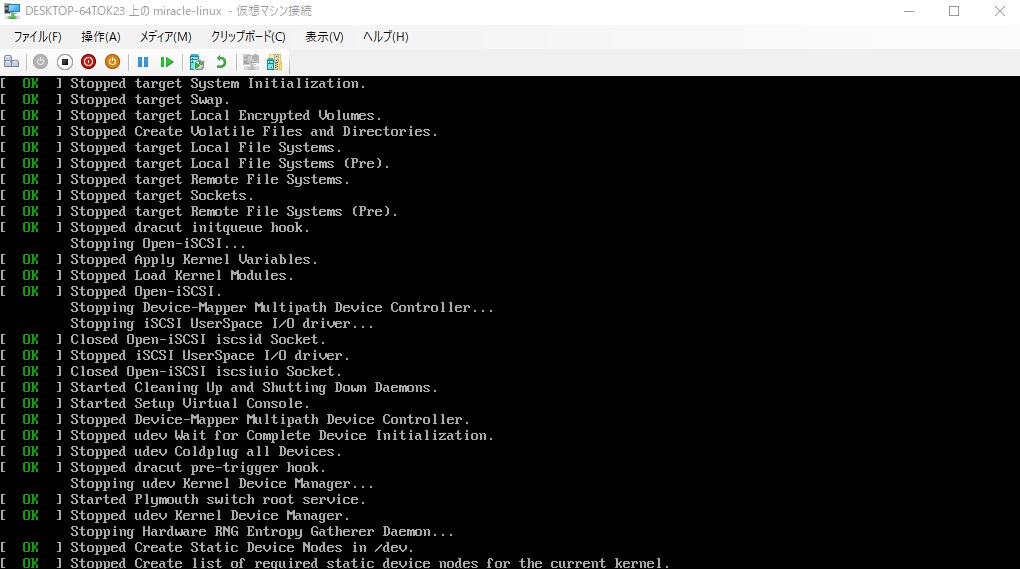 DESKTOP-64TOK23 上の miracle-linux - 仮想マシン接続
ファイル(F) 操作(A) メディア(M) クリップボード(C) 表示(V) ヘルプ(H)
[ OK ] Stopped target System Initialization.
[ OK ] Stopped target Swap.
[ OK ] Stopped target Local Encrypted Volumes.
[ OK ] Stopped Create Volatile Files and Directories.
[ OK ] Stopped target Local File Systems.
[ OK ] Stopped target Local File Systems (Pre).
[ OK ] Stopped target Remote File Systems.
[ OK ] Stopped target Sockets.
[ OK ] Stopped target Remote File Systems (Pre).
[ OK ] Stopped dracut initqueue hook.
Stopping Open-iSCSI...
[ OK ] Stopped Apply Kernel Variables.
[ OK ] Stopped Load Kernel Modules.
[ OK ] Stopped Open-iSCSI.
Stopping Device-Mapper Multipath Device Controller...
Stopping iSCSI UserSpace I/O driver...
[ OK ] Closed Open-iSCSI iscsid Socket.
[ OK ] Stopped iSCSI UserSpace I/O driver.
[ OK ] Closed Open-iSCSI iscsiuio Socket.
[ OK ] Started Cleaning Up and Shutting Down Daemons.
[ OK ] Started Setup Virtual Console.
[ OK ] Stopped Device-Mapper Multipath Device Controller.
[ OK ] Stopped udev Wait for Complete Device Initialization.
[ OK ] Stopped udev Coldplug all Devices.
[ OK ] Stopped dracut pre-trigger hook.
Stopping udev Kernel Device Manager...
[ OK ] Started Plymouth switch root service.
[ OK ] Stopped udev Kernel Device Manager.
Stopping Hardware RNG Entropy Gatherer Daemon...
[ OK ] Stopped Create Static Device Nodes in /dev.
[ OK ] Stopped Create list of required static device nodes for the current kernel.